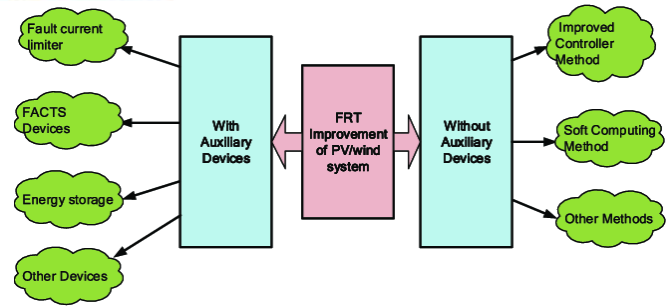 Fault current
limiter
FACTS
Devices
Energy storage
Other Devices
With
Auxiliary
Devices
FRT
Improvement
of PV/wind
system
Without
Auxiliary
Devices
Improved
Controller
Method
Soft Computing
Method
Other Methods